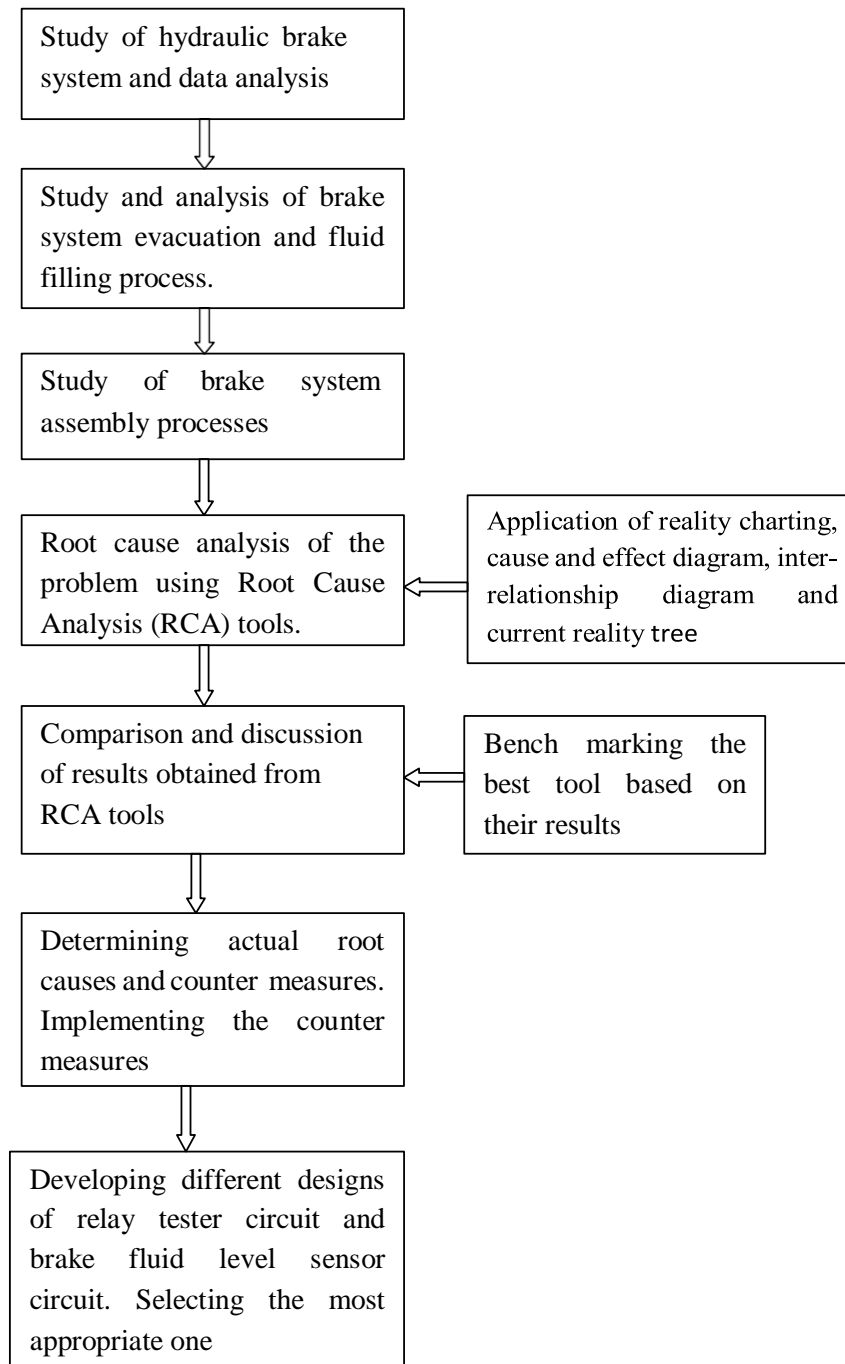 Study of hydraulic brake
system and data analysis
Study and analysis of brake
system evacuation and fluid
filling process.
Study of brake system
assembly processes
Root cause analysis of the
problem using Root Cause
Analysis (RCA) tools.
Application of reality charting,
cause and effect diagram, inter-
relationship diagram and
current reality tree
Comparison and discussion
of results obtained from
RCA tools
Bench marking the
best tool based on
their results
Determining actual root
causes and counter measures.
Implementing the counter
measures
Developing different designs
of relay tester circuit and
brake fluid level sensor
circuit. Selecting the most
appropriate one